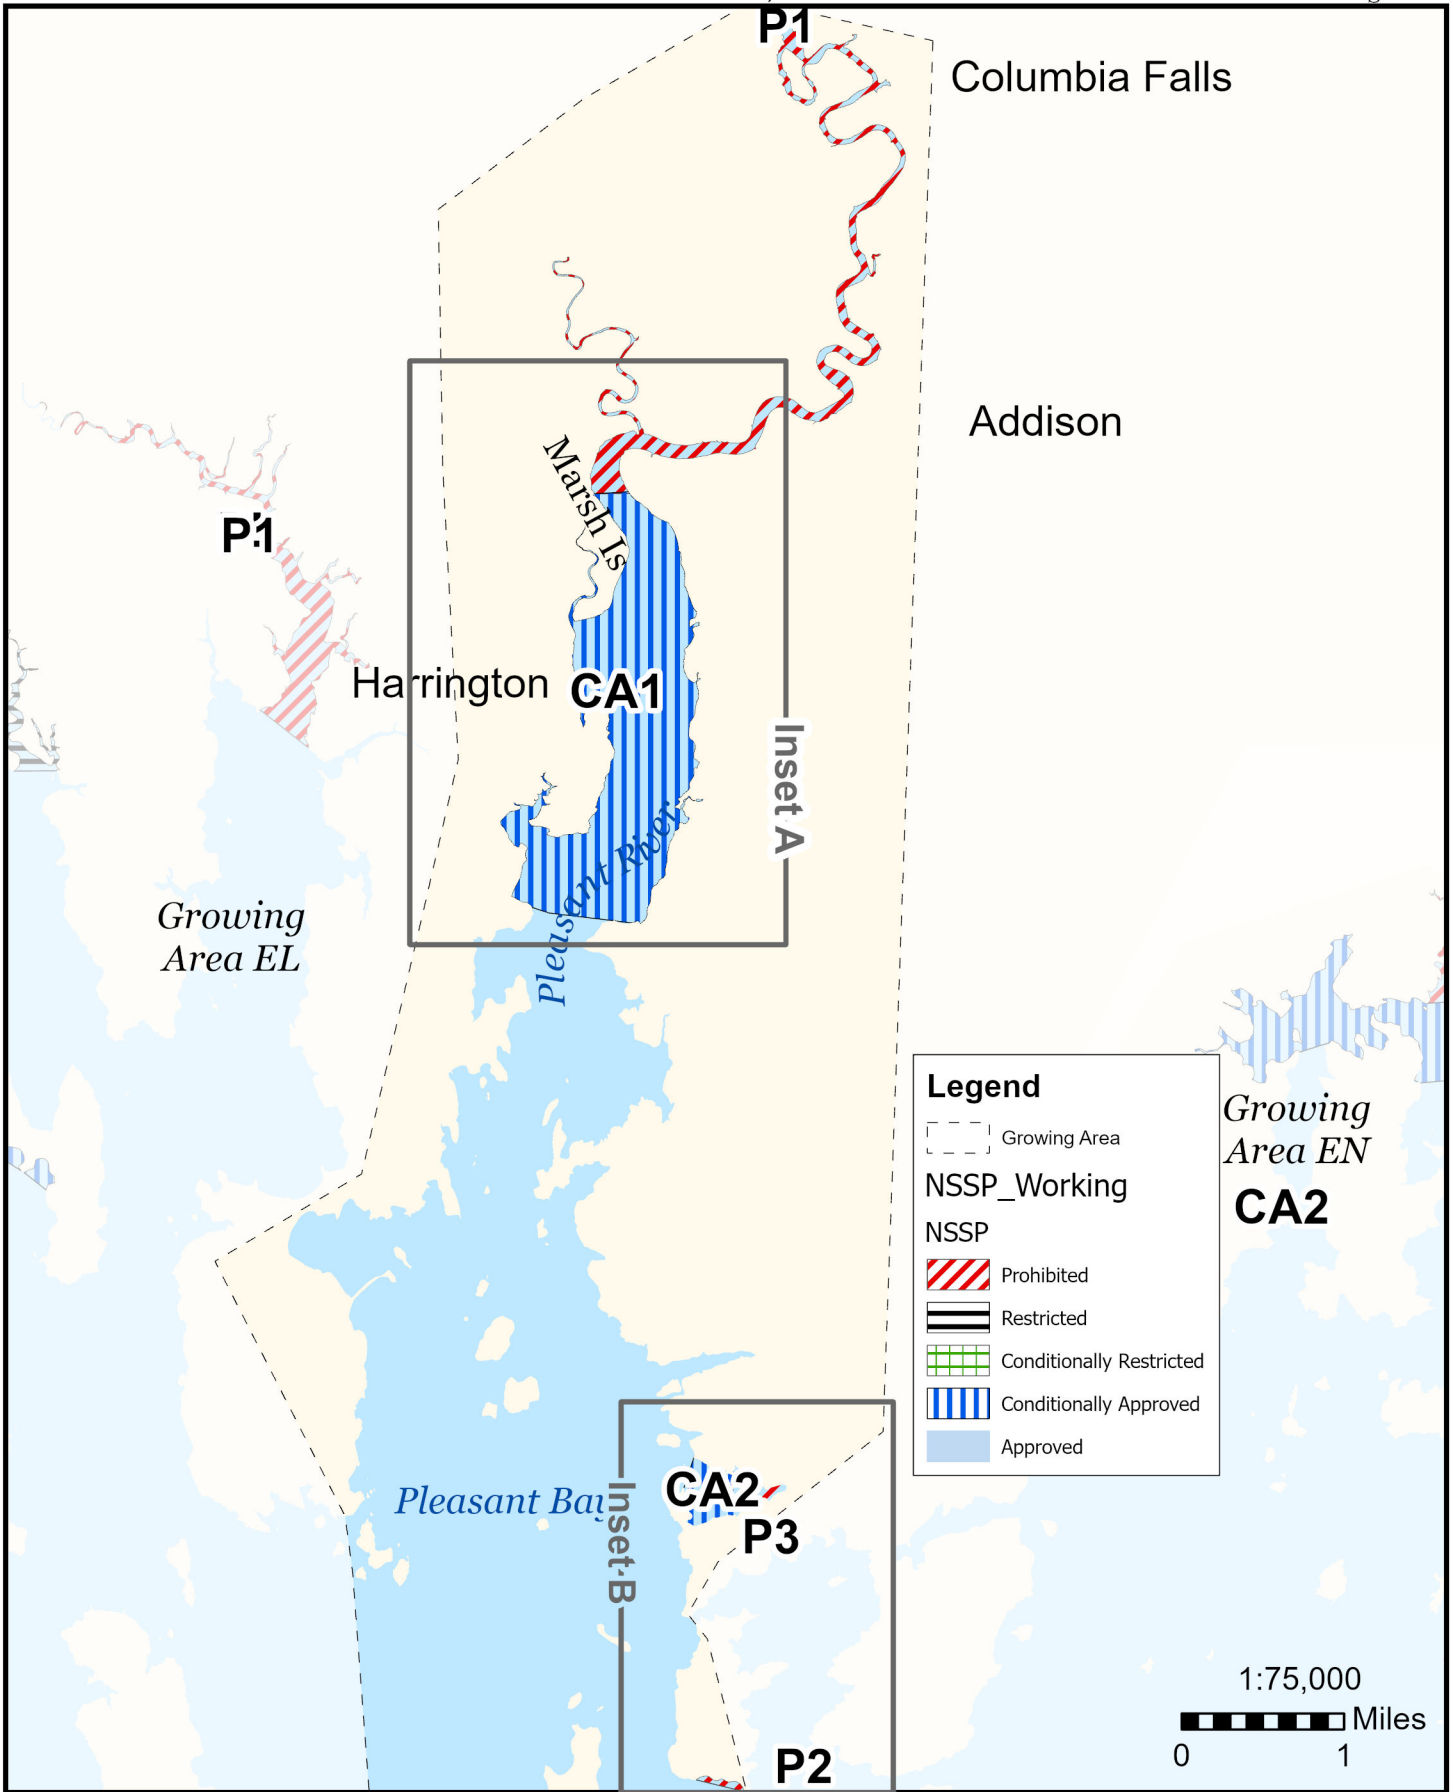 P1
Columbia Falls
Addison
Marsh Is
P1
Harrington
CA1
Inset A
Pleasant River
Growing
Area EL
Legend
Growing Area
NSSP_Working
NSSP
Prohibited
Restricted
Conditionally Restricted
Conditionally Approved
Approved
Growing
Area EN
CA2
Pleasant Bay
Inset B
CA2
P3
P2
1:75,000
Miles
0 1